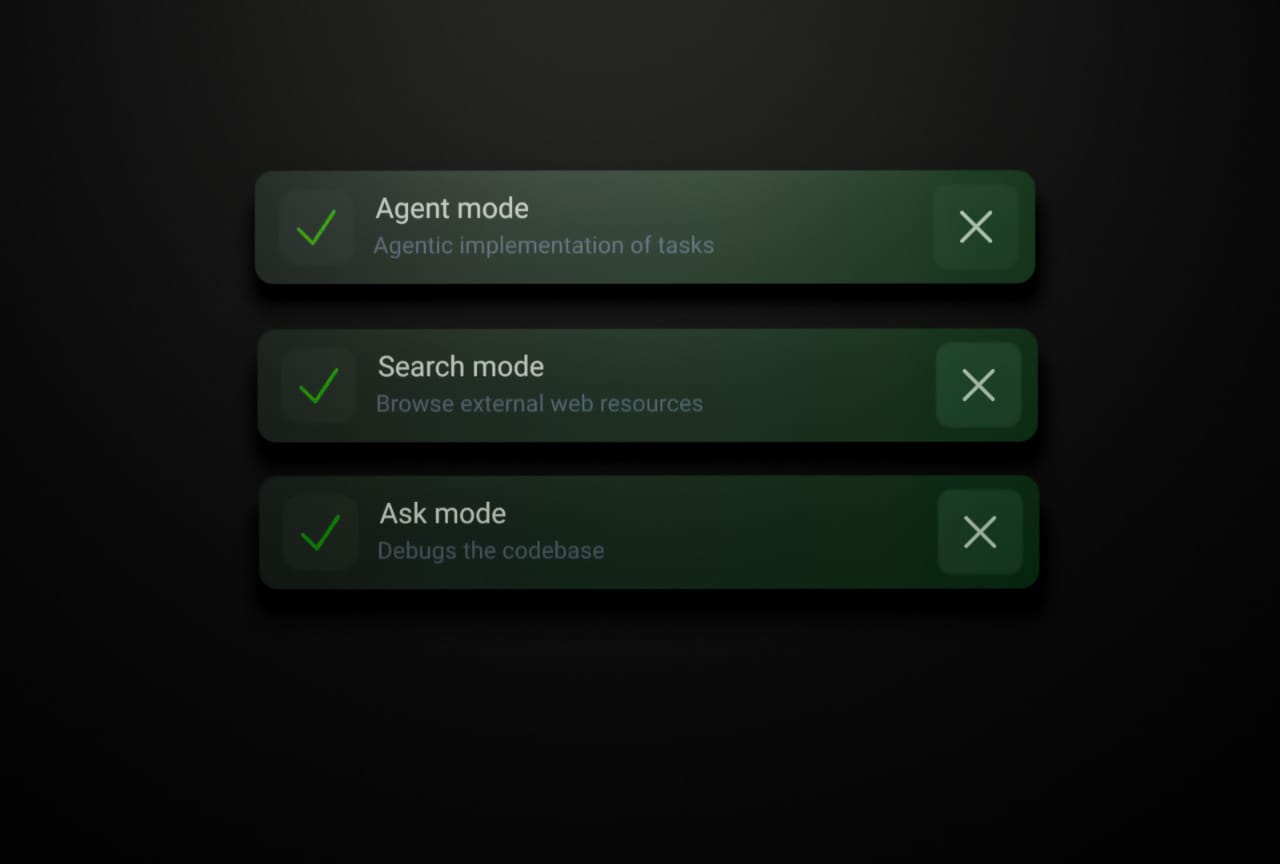 Agent mode
Agentic implementation of tasks
Search mode
Browse external web resources
Ask mode
Debugs the codebase